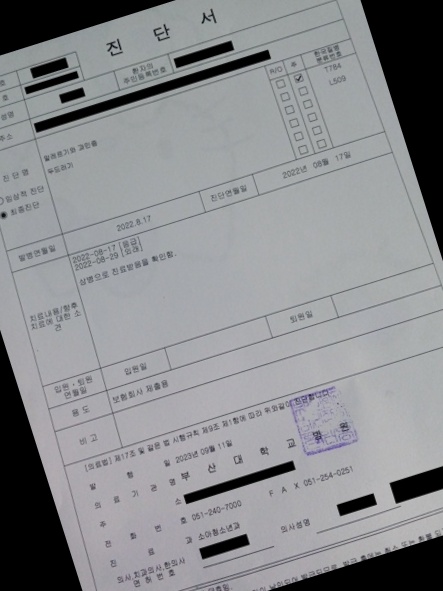 진 단 서
호
호
환자의
주민등록번호
성명
주소
R/O 주 한국질병
분류번호
진 단 명
알레르기와 과민증
두드러기
T784
L509
임상적 진단
최종진단
발병연월일 2022.8.17 진단연월일 2022년 08월 17일
치료내용/향후
치료에 대한 소
견
2022-08-17 [응급]
2022-08-29 [외래]
상병으로 진료받음을 확인함.
입원·퇴원
연월일 입원일 퇴원일
용 도 보험회사 제출용
비 고
[의료법] 제17조 및 같은 법 시행규칙 제9조 제1항에 따라 위와같이 진단합니다.
발 행 일 2023년 09월 11일
의 료 기 관 명 부 산 대 학 교 병 원
주 소
전 화 번 호 051-240-7000 F A X 051-254-0251
진 료 과 소아청소년과
의사,치과의사,한의사
면 허 번 호
의사성명